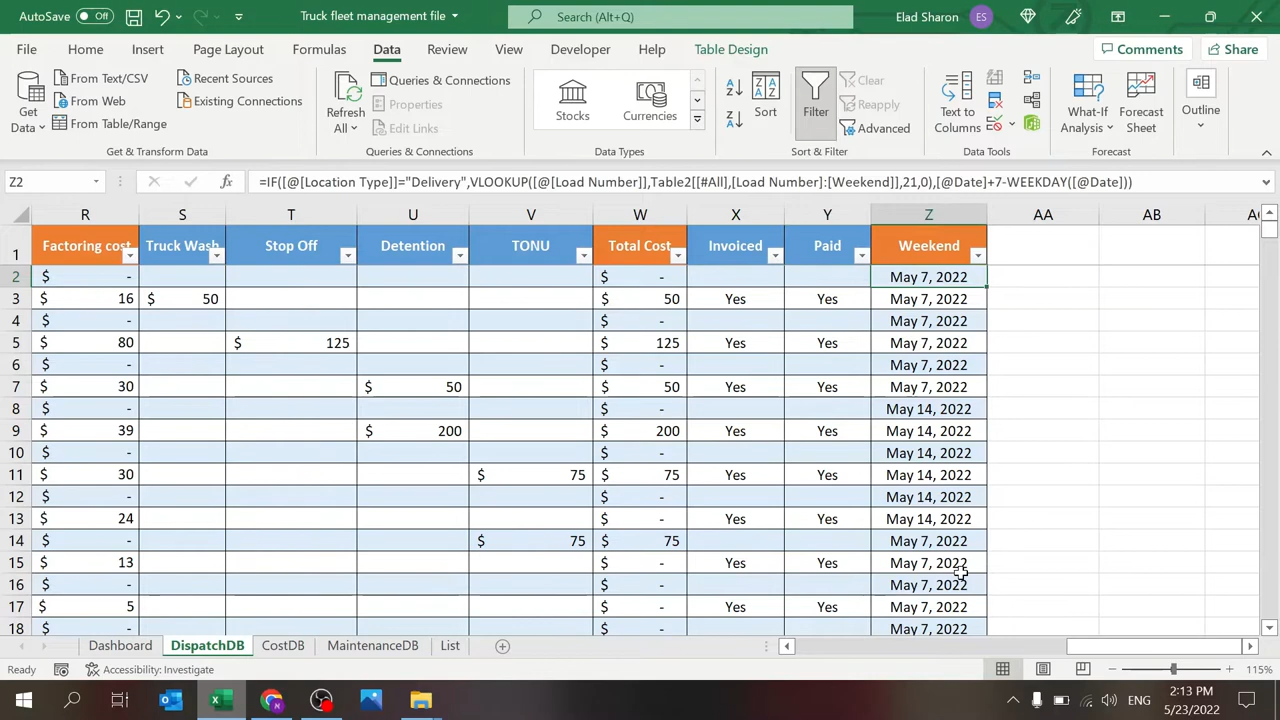 AutoSave Off Truck fleet management file Search (Alt+Q) Elad Sharon ES
File Home Insert Page Layout Formulas Data Review View Developer Help Table Design Comments Share
Get Data
From Text/CSV
From Web
From Table/Range
Recent Sources
Existing Connections
Get & Transform Data
Refresh All
Queries & Connections
Properties
Edit Links
Queries & Connections
Stocks
Currencies
Data Types
Sort
Filter
Clear
Reapply
Advanced
Sort & Filter
Text to Columns
Data Tools
What-If Analysis
Forecast Sheet
Forecast
Outline
Z2 fx =IF([@[Location Type]]="Delivery",VLOOKUP([@[Load Number]],Table2[[#All],[Load Number]:[Weekend]],21,0),[@Date]+7-WEEKDAY([@Date]))
R S T U V W X Y Z AA AB AC
1 Factoring cost Truck Wash Stop Off Detention TONU Total Cost Invoiced Paid Weekend
2 $ - $ - May 7, 2022
3 $ 16 $ 50 $ 50 Yes Yes May 7, 2022
4 $ - $ - May 7, 2022
5 $ 80 $ 125 $ 125 Yes Yes May 7, 2022
6 $ - $ - May 7, 2022
7 $ 30 $ 50 $ 50 Yes Yes May 7, 2022
8 $ - $ - May 14, 2022
9 $ 39 $ 200 $ 200 Yes Yes May 14, 2022
10 $ - $ - May 14, 2022
11 $ 30 $ 75 $ 75 Yes Yes May 14, 2022
12 $ - $ - May 14, 2022
13 $ 24 $ - Yes Yes May 14, 2022
14 $ - $ 75 $ 75 May 7, 2022
15 $ 13 $ - Yes Yes May 7, 2022
16 $ - $ - May 7, 2022
17 $ 5 $ - Yes Yes May 7, 2022
18 $ - $ - May 7, 2022
Dashboard DispatchDB CostDB MaintenanceDB List
Ready Accessibility: Investigate 115%
ENG 2:13 PM
5/23/2022